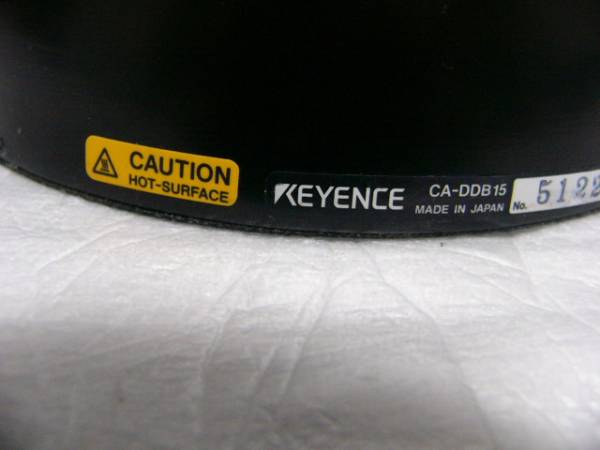 CAUTION
HOT-SURFACE
KEYENCE
CA-DDB15
MADE IN JAPAN
No. 5122